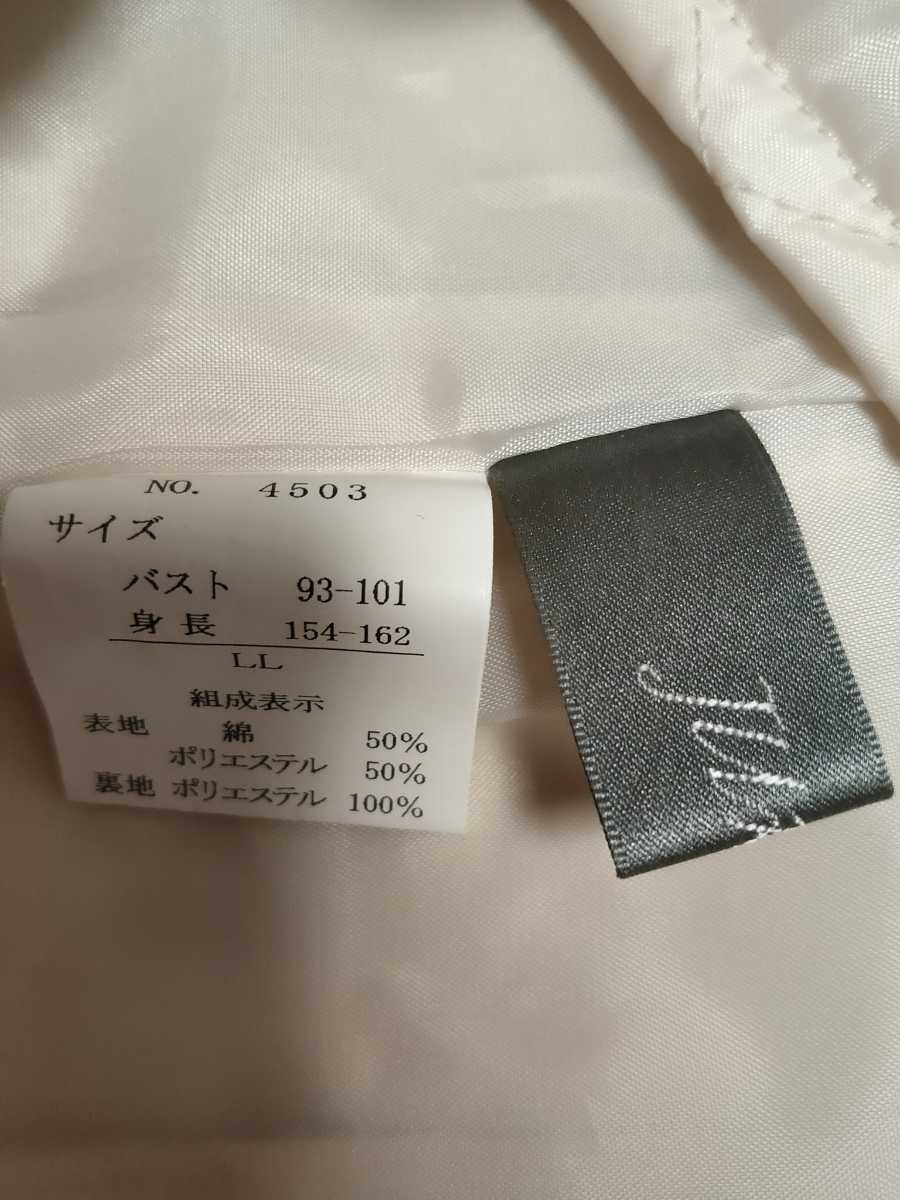 NO. 4503
サイズ
バスト 93-101
身長 154-162
LL
組成表示
表地 綿 50%
ポリエステル 50%
裏地 ポリエステル 100%